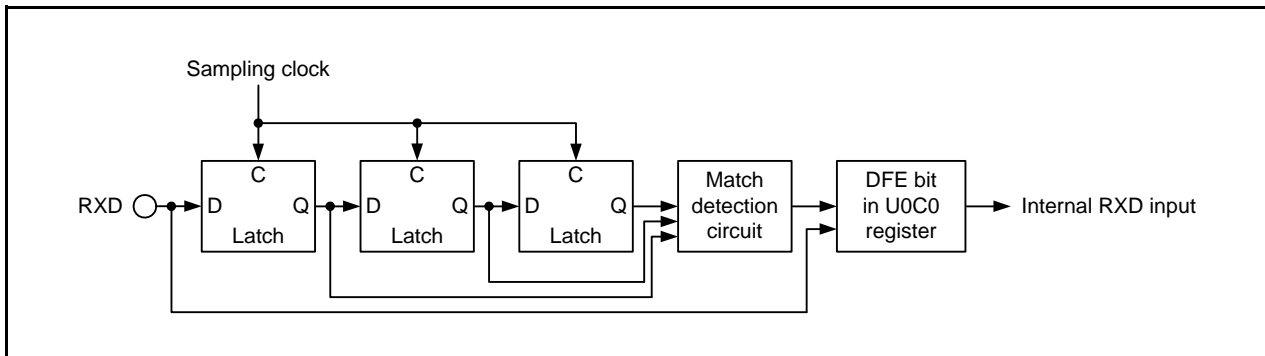 Sampling clock
RXD
C
D
Q
Latch
C
D
Q
Latch
C
D
Q
Latch
Match
detection
circuit
DFE bit
in U0C0
register
Internal RXD input